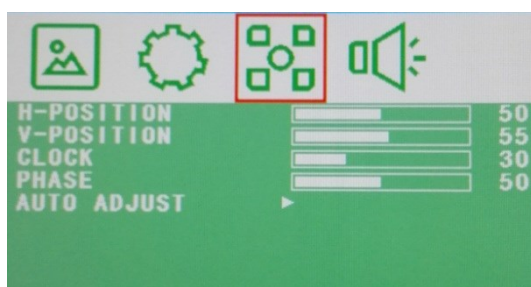 H-POSITION 50
V-POSITION 55
CLOCK 30
PHASE 50
AUTO ADJUST